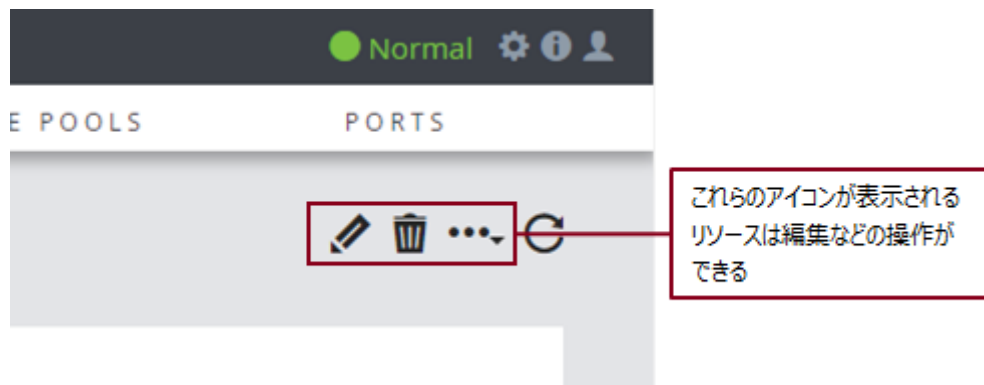 Normal
E POOLS PORTS
これらのアイコンが表示される
リソースは編集などの操作が
できる